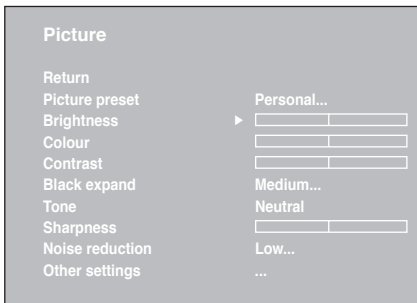 Picture
Return
Picture preset Personal...
Brightness
Colour
Contrast
Black expand Medium...
Tone Neutral
Sharpness
Noise reduction Low...
Other settings ...